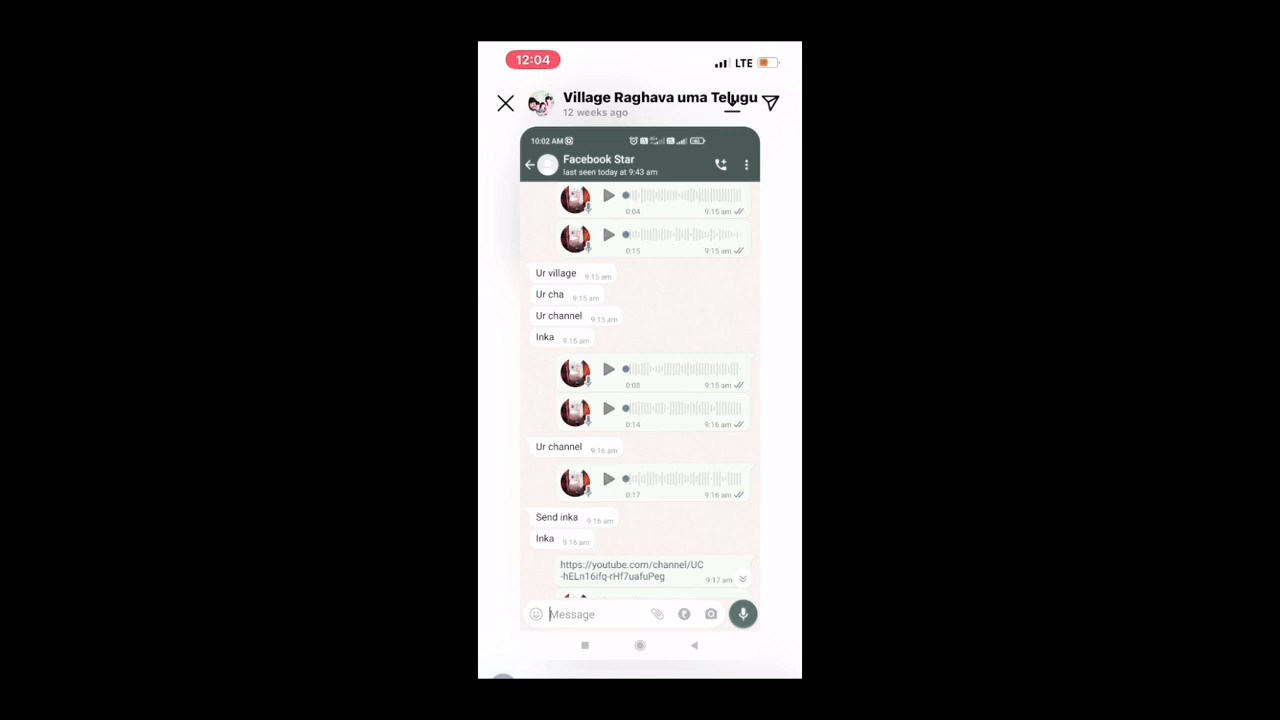 12:04 LTE
Village Raghava uma Telugu
12 weeks ago
10:02 AM
Facebook Star
last seen today at 9:43 am
0:04 9:15 am
0:15 9:15 am
Ur village 9:15 am
Ur cha 9:15 am
Ur channel 9:15 am
Inka 9:15 am
0:08 9:15 am
0:14 9:16 am
Ur channel 9:16 am
0:17 9:16 am
Send inka 9:16 am
Inka 9:16 am
https://youtube.com/channel/UC
-hELn16ifq-rHf7uafuPeg 9:17 am
Message